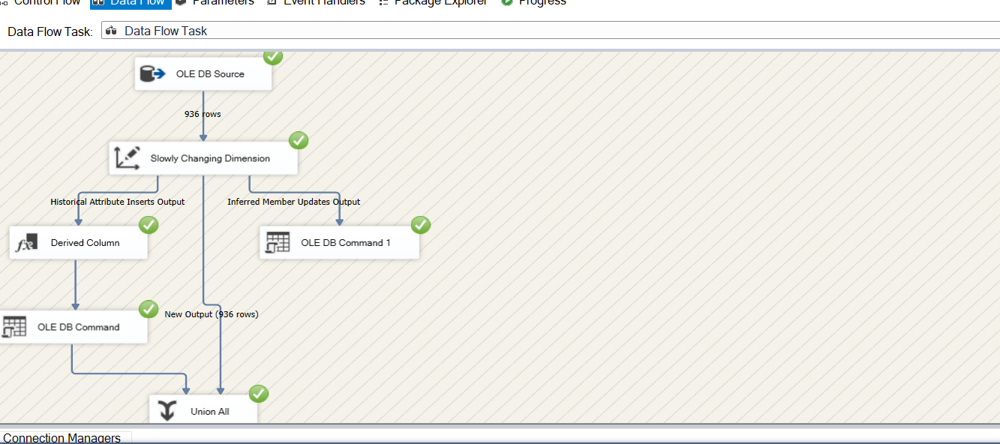 Control Flow Data Flow Parameters Event Handlers Package Explorer Progress
Data Flow Task: Data Flow Task
OLE DB Source
936 rows
Slowly Changing Dimension
Historical Attribute Inserts Output
Inferred Member Updates Output
Derived Column
OLE DB Command 1
New Output (936 rows)
OLE DB Command
Union All
Connection Managers